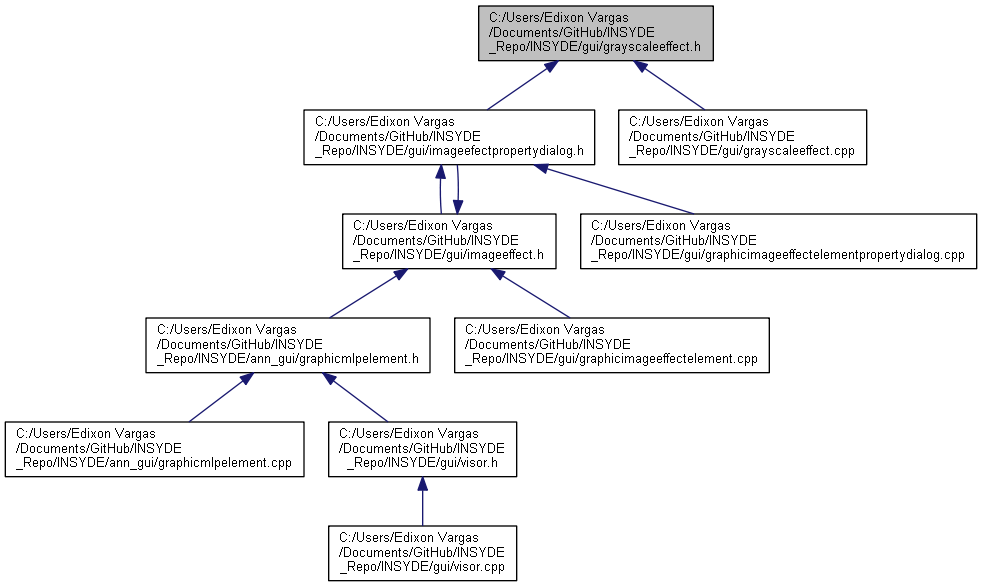 C:/Users/Edixon Vargas
/Documents/GitHub/INSYDE
_Repo/INSYDE/gui/grayscaleeffect.h
C:/Users/Edixon Vargas
/Documents/GitHub/INSYDE
_Repo/INSYDE/gui/imageefectpropertydialog.h
C:/Users/Edixon Vargas
/Documents/GitHub/INSYDE
_Repo/INSYDE/gui/grayscaleeffect.cpp
C:/Users/Edixon Vargas
/Documents/GitHub/INSYDE
_Repo/INSYDE/gui/imageeffect.h
C:/Users/Edixon Vargas
/Documents/GitHub/INSYDE
_Repo/INSYDE/gui/graphicimageeffectelementpropertydialog.cpp
C:/Users/Edixon Vargas
/Documents/GitHub/INSYDE
_Repo/INSYDE/ann_gui/graphicmlpelement.h
C:/Users/Edixon Vargas
/Documents/GitHub/INSYDE
_Repo/INSYDE/gui/graphicimageeffectelement.cpp
C:/Users/Edixon Vargas
/Documents/GitHub/INSYDE
_Repo/INSYDE/ann_gui/graphicmlpelement.cpp
C:/Users/Edixon Vargas
/Documents/GitHub/INSYDE
_Repo/INSYDE/gui/visor.h
C:/Users/Edixon Vargas
/Documents/GitHub/INSYDE
_Repo/INSYDE/gui/visor.cpp